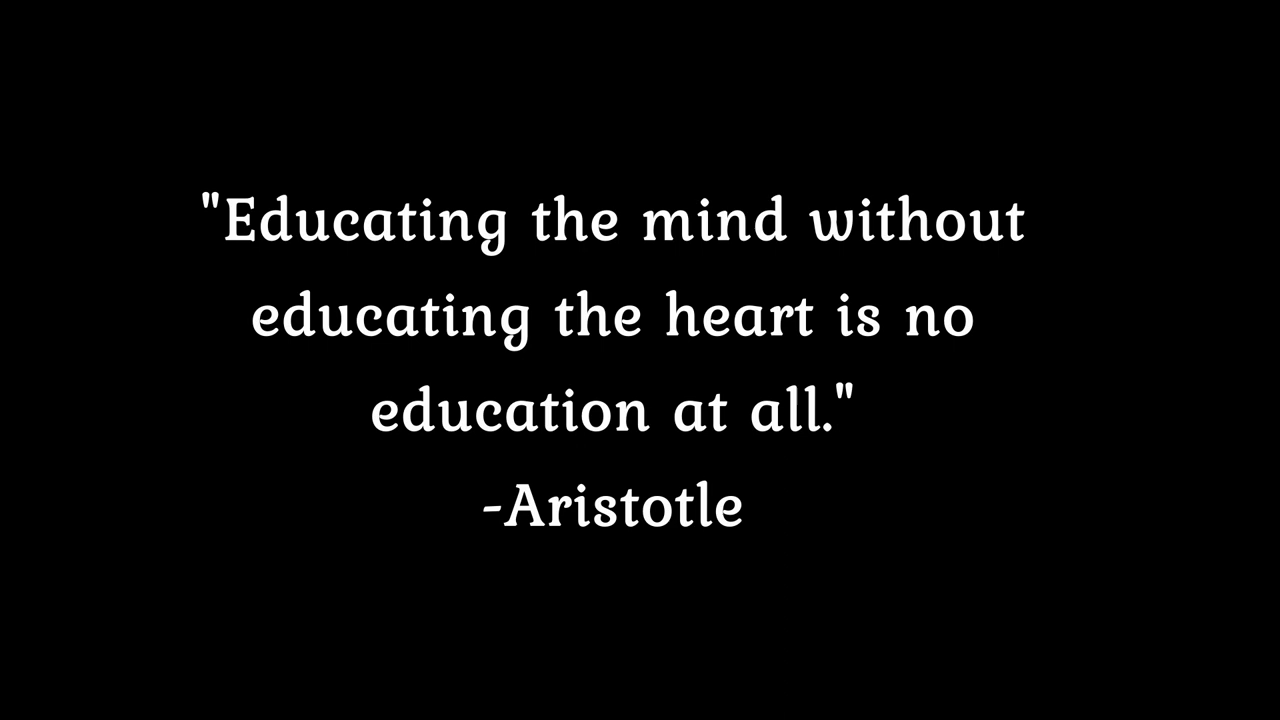 "Educating the mind without
educating the heart is no
education at all."
-Aristotle